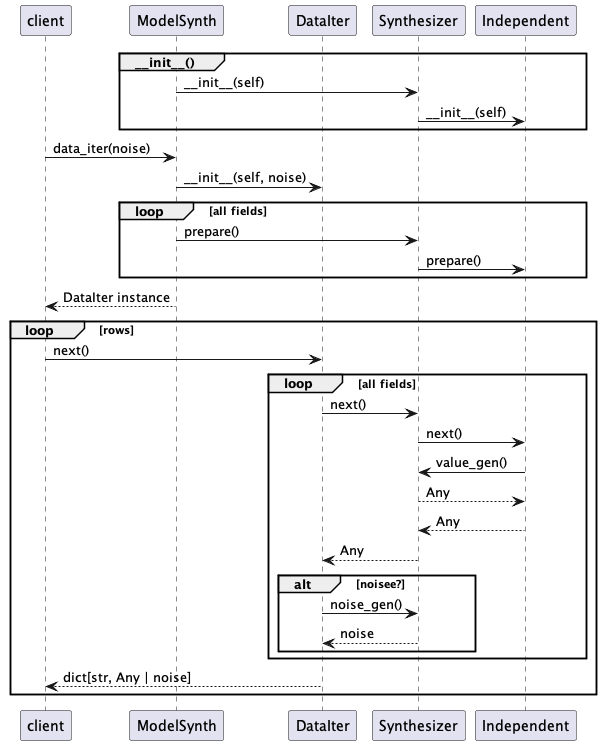 client ModelSynth DataIter Synthesizer Independent
__init__()
__init__(self)
__init__(self)
data_iter(noise)
__init__(self, noise)
loop [all fields]
prepare()
prepare()
DataIter instance
loop [rows]
next()
loop [all fields]
next()
next()
value_gen()
Any
Any
Any
alt [noisee?]
noise_gen()
noise
dict[str, Any | noise]
client ModelSynth DataIter Synthesizer Independent